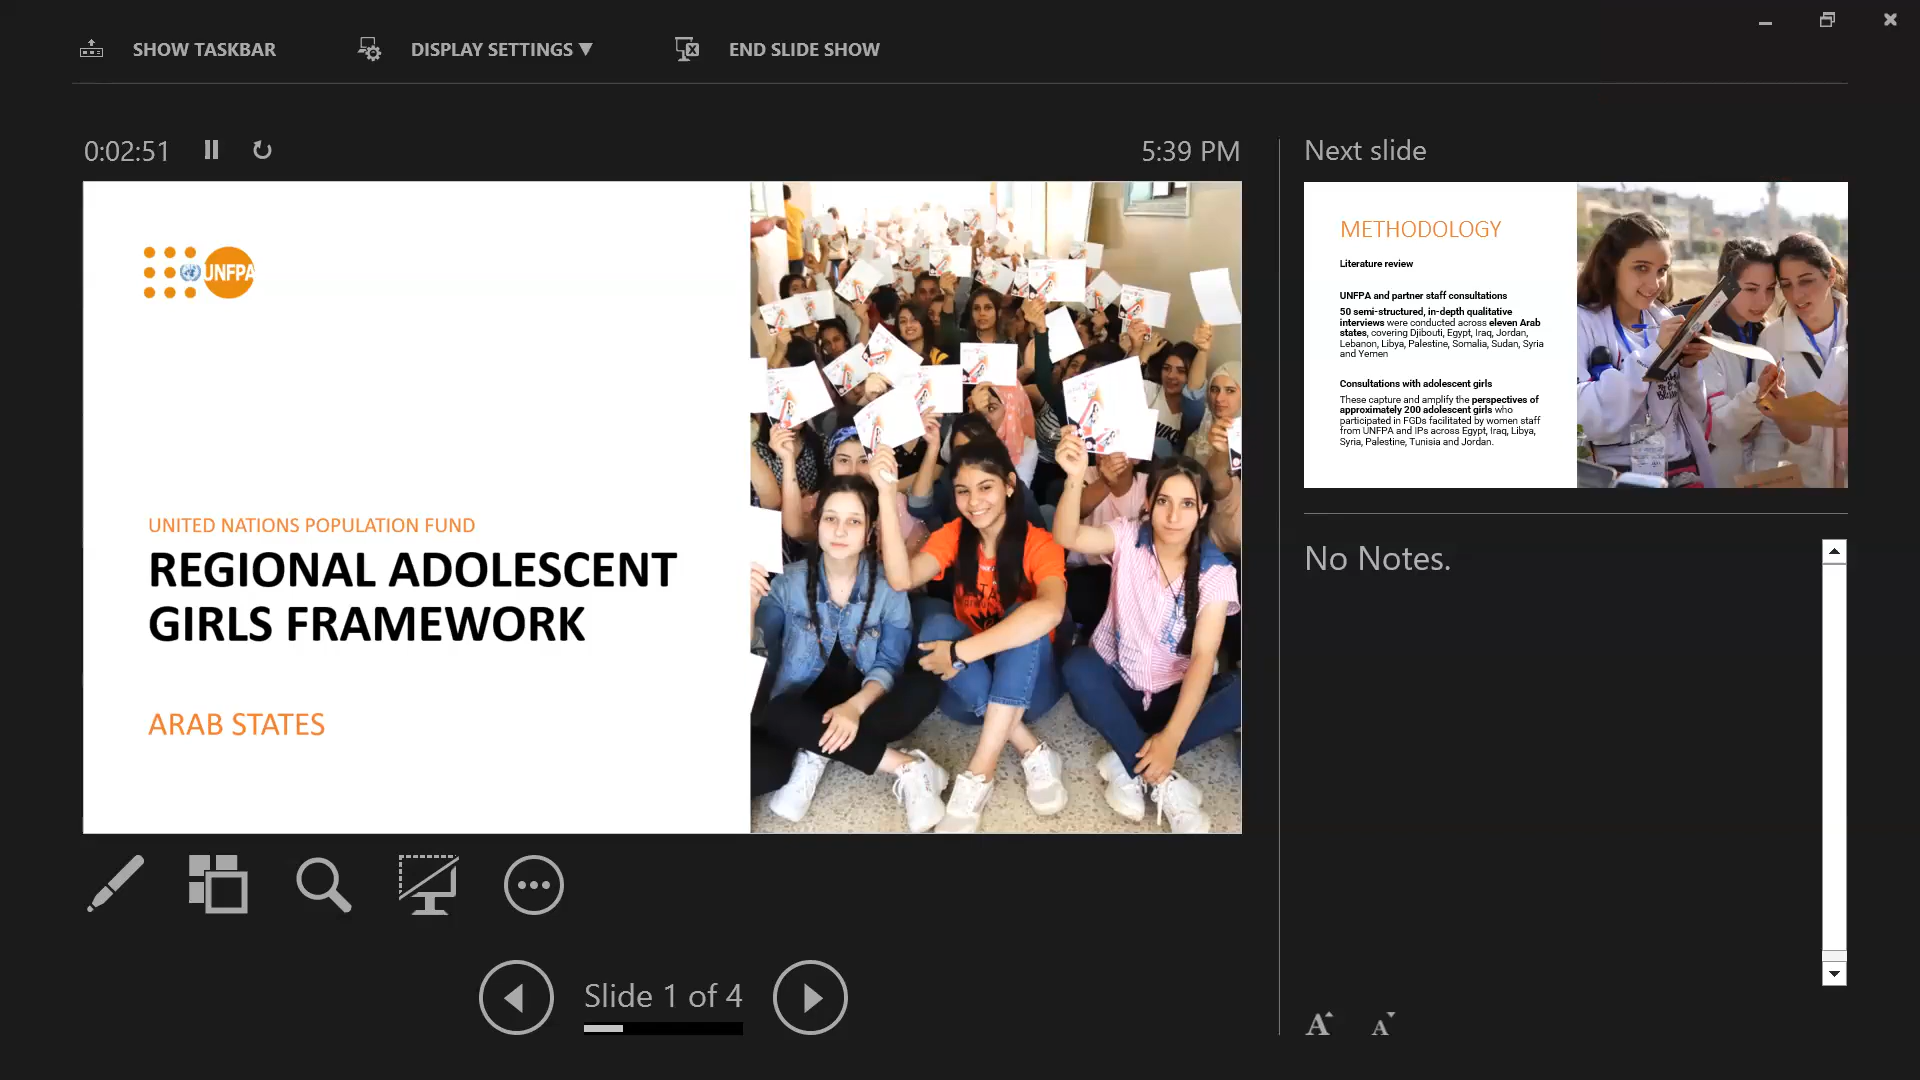 SHOW TASKBAR
DISPLAY SETTINGS ▼
END SLIDE SHOW
0:02:51
5:39 PM
UNFPA
UNITED NATIONS POPULATION FUND
REGIONAL ADOLESCENT
GIRLS FRAMEWORK
ARAB STATES
Slide 1 of 4
Next slide
METHODOLOGY
Literature review
UNFPA and partner staff consultations
50 semi-structured, in-depth qualitative
interviews were conducted across eleven Arab
states, covering Djibouti, Egypt, Iraq, Jordan,
Lebanon, Libya, Palestine, Somalia, Sudan, Syria
and Yemen
Consultations with adolescent girls
These capture and amplify the perspectives of
approximately 200 adolescent girls who
participated in FGDs facilitated by women staff
from UNFPA and IPs across Egypt, Iraq, Libya,
Syria, Palestine, Tunisia and Jordan.
No Notes.
A
A